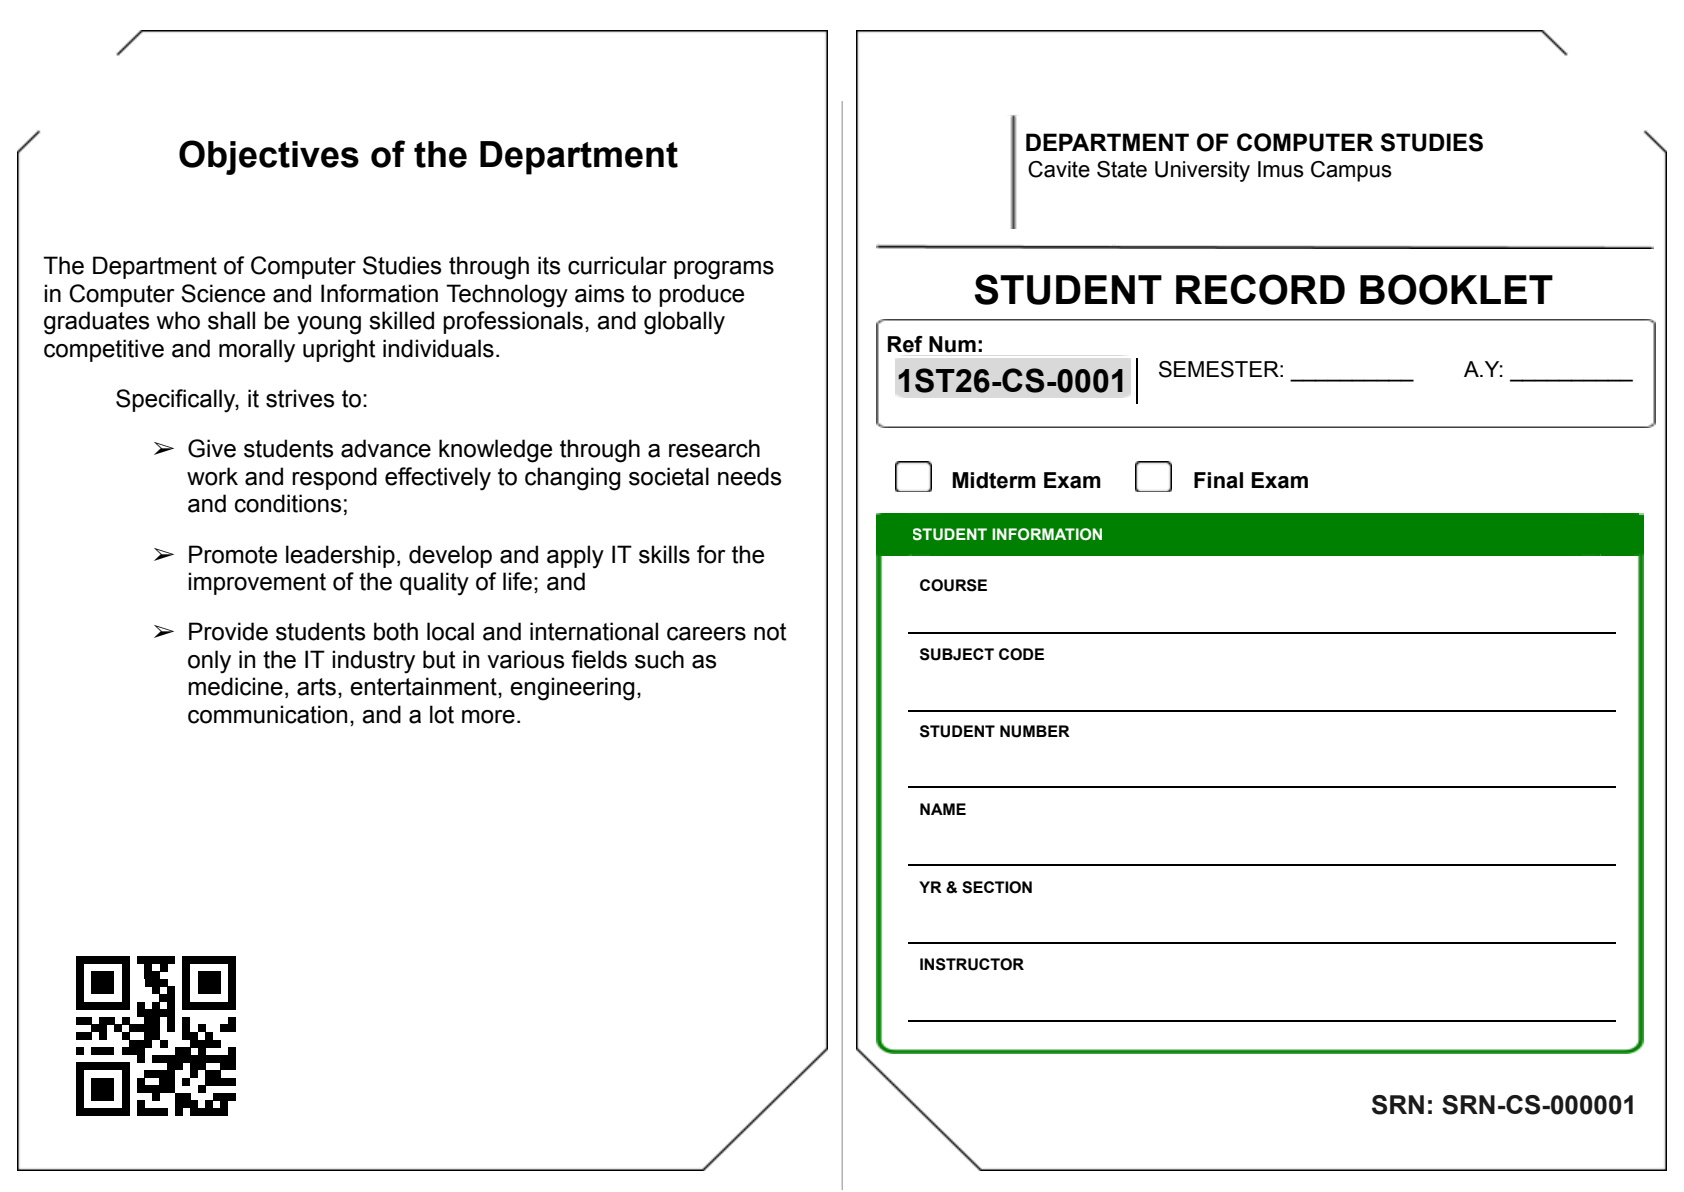 Objectives of the Department
The Department of Computer Studies through its curricular programs
in Computer Science and Information Technology aims to produce
graduates who shall be young skilled professionals, and globally
competitive and morally upright individuals.
Specifically, it strives to:
➢ Give students advance knowledge through a research
work and respond effectively to changing societal needs
and conditions;
➢ Promote leadership, develop and apply IT skills for the
improvement of the quality of life; and
➢ Provide students both local and international careers not
only in the IT industry but in various fields such as
medicine, arts, entertainment, engineering,
communication, and a lot more.
DEPARTMENT OF COMPUTER STUDIES
Cavite State University Imus Campus
STUDENT RECORD BOOKLET
Ref Num:
1ST26-CS-0001 SEMESTER: __________ A.Y: __________
Midterm Exam Final Exam
STUDENT INFORMATION
COURSE
SUBJECT CODE
STUDENT NUMBER
NAME
YR & SECTION
INSTRUCTOR
SRN: SRN-CS-000001